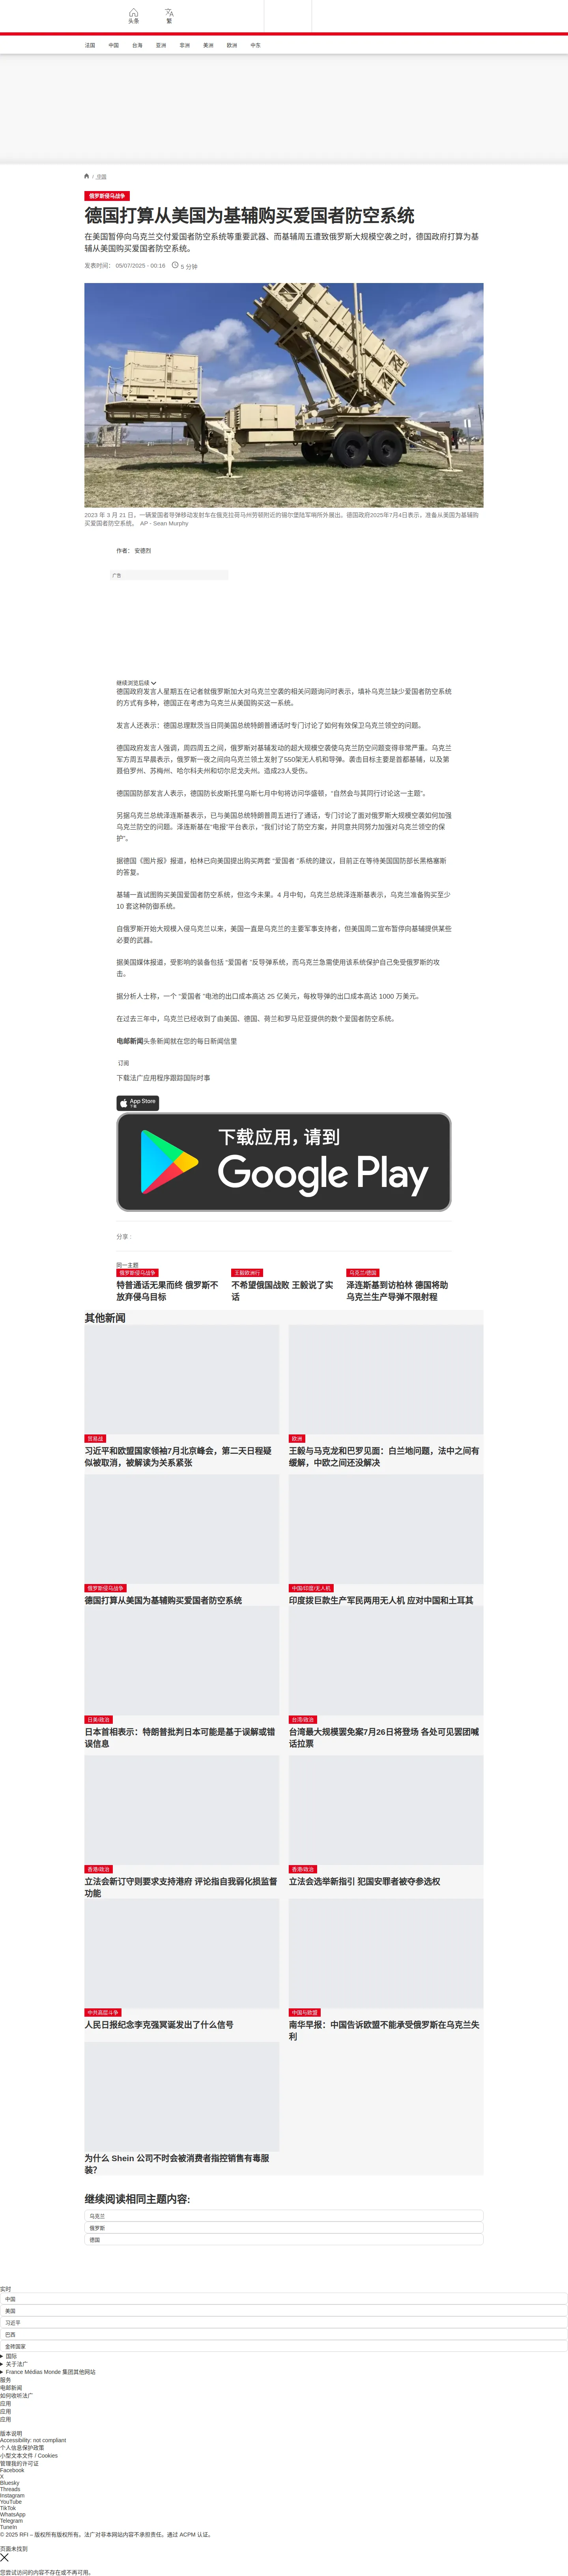 头条
繁
法国
中国
台海
亚洲
非洲
美洲
欧洲
中东
/ 中国
俄罗斯侵乌战争
德国打算从美国为基辅购买爱国者防空系统
在美国暂停向乌克兰交付爱国者防空系统等重要武器、而基辅周五遭致俄罗斯大规模空袭之时，德国政府打算为基
辅从美国购买爱国者防空系统。
发表时间： 05/07/2025 - 00:16 5 分钟
2023 年 3 月 21 日，一辆爱国者导弹移动发射车在俄克拉荷马州劳顿附近的锡尔堡陆军哨所外展出。德国政府2025年7月4日表示，准备从美国为基辅购
买爱国者防空系统。 AP - Sean Murphy
作者： 安德烈
广告
继续浏览后续
德国政府发言人星期五在记者就俄罗斯加大对乌克兰空袭的相关问题询问时表示，填补乌克兰缺少爱国者防空系统
的方式有多种，德国正在考虑为乌克兰从美国购买这一系统。
发言人还表示：德国总理默茨当日同美国总统特朗普通话时专门讨论了如何有效保卫乌克兰领空的问题。
德国政府发言人强调，周四周五之间，俄罗斯对基辅发动的超大规模空袭使乌克兰防空问题变得非常严重。乌克兰
军方周五早晨表示，俄罗斯一夜之间向乌克兰领土发射了550架无人机和导弹。袭击目标主要是首都基辅，以及第
聂伯罗州、苏梅州、哈尔科夫州和切尔尼戈夫州。造成23人受伤。
德国国防部发言人表示，德国防长皮斯托里乌斯七月中旬将访问华盛顿，“自然会与其同行讨论这一主题”。
另据乌克兰总统泽连斯基表示，已与美国总统特朗普周五进行了通话，专门讨论了面对俄罗斯大规模空袭如何加强
乌克兰防空的问题。泽连斯基在“电报”平台表示，“我们讨论了防空方案，并同意共同努力加强对乌克兰领空的保
护”。
据德国《图片报》报道，柏林已向美国提出购买两套 “爱国者 ”系统的建议，目前正在等待美国国防部长黑格塞斯
的答复。
基辅一直试图购买美国爱国者防空系统，但迄今未果。4 月中旬，乌克兰总统泽连斯基表示，乌克兰准备购买至少
10 套这种防御系统。
自俄罗斯开始大规模入侵乌克兰以来，美国一直是乌克兰的主要军事支持者，但美国周二宣布暂停向基辅提供某些
必要的武器。
据美国媒体报道，受影响的装备包括 “爱国者 ”反导弹系统，而乌克兰急需使用该系统保护自己免受俄罗斯的攻
击。
据分析人士称，一个 “爱国者 ”电池的出口成本高达 25 亿美元，每枚导弹的出口成本高达 1000 万美元。
在过去三年中，乌克兰已经收到了由美国、德国、荷兰和罗马尼亚提供的数个爱国者防空系统。
电邮新闻头条新闻就在您的每日新闻信里
订阅
下载法广应用程序跟踪国际时事
App Store
下载
下载应用，请到
Google Play
分享 :
同一主题
俄罗斯侵乌战争
特普通话无果而终 俄罗斯不
放弃侵乌目标
王毅欧洲行
不希望俄国战败 王毅说了实
话
乌克兰/德国
泽连斯基到访柏林 德国将助
乌克兰生产导弹不限射程
其他新闻
贸易战
习近平和欧盟国家领袖7月北京峰会，第二天日程疑
似被取消，被解读为关系紧张
欧洲
王毅与马克龙和巴罗见面：白兰地问题，法中之间有
缓解，中欧之间还没解决
俄罗斯侵乌战争
德国打算从美国为基辅购买爱国者防空系统
中国/印度/无人机
印度拨巨款生产军民两用无人机 应对中国和土耳其
日美/政治
日本首相表示：特朗普批判日本可能是基于误解或错
误信息
台湾/政治
台湾最大规模罢免案7月26日将登场 各处可见罢团喊
话拉票
香港/政治
立法会新订守则要求支持港府 评论指自我弱化损监督
功能
香港/政治
立法会选举新指引 犯国安罪者被夺参选权
中共高层斗争
人民日报纪念李克强冥诞发出了什么信号
中国与欧盟
南华早报：中国告诉欧盟不能承受俄罗斯在乌克兰失
利
为什么 Shein 公司不时会被消费者指控销售有毒服
装？
继续阅读相同主题内容:
乌克兰
俄罗斯
德国
实时
中国
美国
习近平
巴西
金砖国家
国际
关于法广
France Médias Monde 集团其他网站
服务
电邮新闻
如何收听法广
应用
应用
应用
版本说明
Accessibility: not compliant
个人信息保护政策
小型文本文件 / Cookies
管理我的许可证
Facebook
X
Bluesky
Threads
Instagram
YouTube
TikTok
WhatsApp
Telegram
TuneIn
© 2025 RFI – 版权所有版权所有。法广对非本网站内容不承担责任。通过 ACPM 认证。
页面未找到
您尝试访问的内容不存在或不再可用。